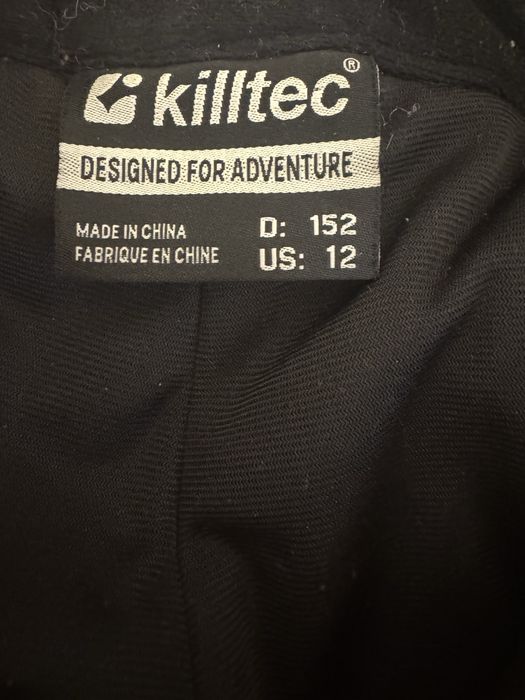 killtec®
DESIGNED FOR ADVENTURE
MADE IN CHINA
FABRIQUE EN CHINE
D: 152
US: 12